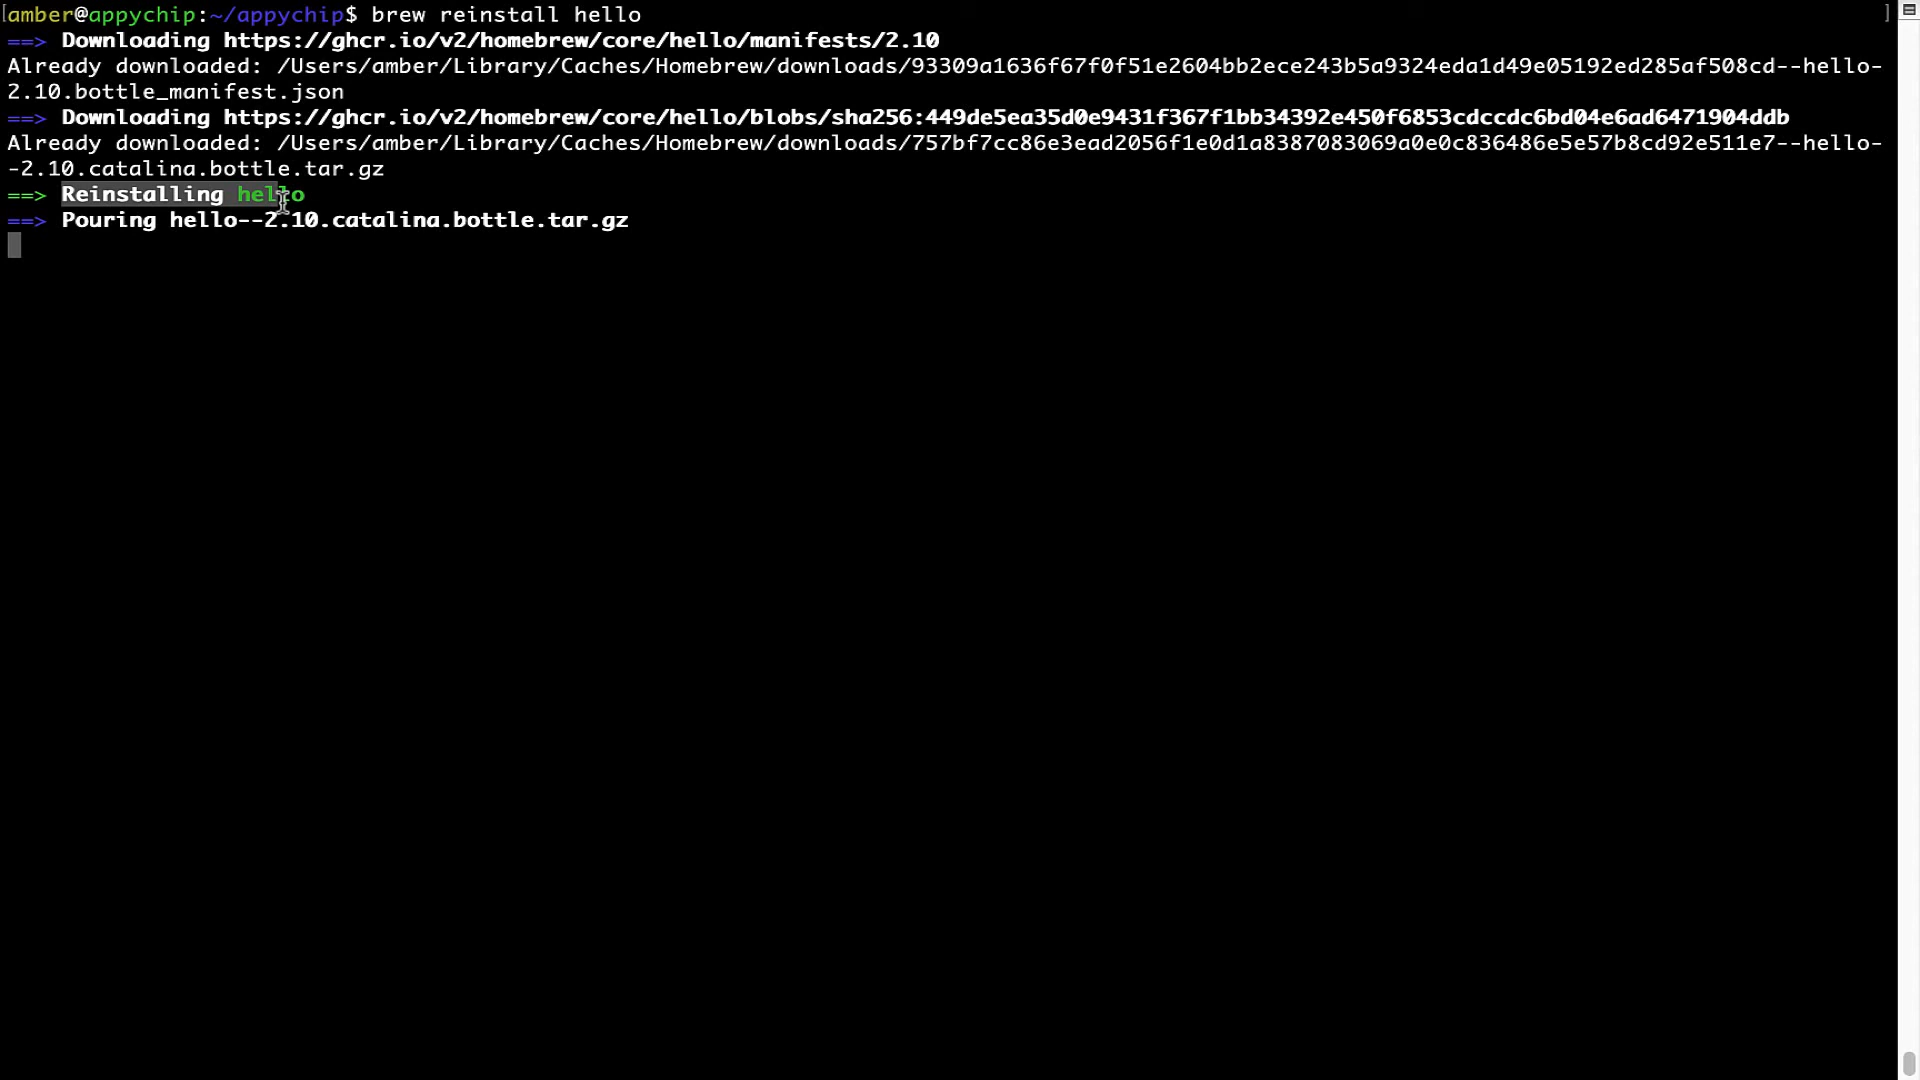 [amber@appychip:~/appychip$ brew reinstall hello ]
==> Downloading https://ghcr.io/v2/homebrew/core/hello/manifests/2.10
Already downloaded: /Users/amber/Library/Caches/Homebrew/downloads/93309a1636f67f0f51e2604bb2ece243b5a9324eda1d49e05192ed285af508cd--hello-
2.10.bottle_manifest.json
==> Downloading https://ghcr.io/v2/homebrew/core/hello/blobs/sha256:449de5ea35d0e9431f367f1bb34392e450f6853cdccdc6bd04e6ad6471904ddb
Already downloaded: /Users/amber/Library/Caches/Homebrew/downloads/757bf7cc86e3ead2056f1e0d1a8387083069a0e0c836486e5e57b8cd92e511e7--hello-
-2.10.catalina.bottle.tar.gz
==> Reinstalling hello
==> Pouring hello--2.10.catalina.bottle.tar.gz